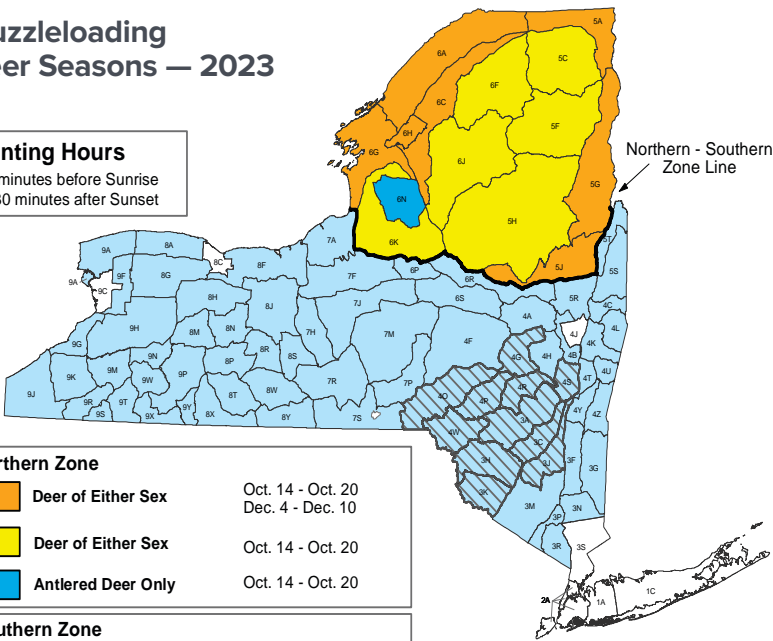 uzzleloading
eer Seasons — 2023
nting Hours
minutes before Sunrise
30 minutes after Sunset
Northern - Southern
Zone Line
5A
6A
5C
6F
6C
5F
6H
6G
6J
5G
6N
5H
6K
5J
5T
7A
8A
9A
8C
8F
6P
6R
5S
9F
8G
7F
9A
9C
8H
7J
6S
5R
4C
8J
4A
9H
8M
8N
7H
7M
4F
4J
4L
4K
9G
8R
8S
4G
4H
4B
9N
8P
9M
9K
9P
9W
7R
7P
4R
4S
4T
4U
9J
8T
8W
4O
4P
9R
9T
9Y
4Y
4Z
9S
9X
8X
8Y
7S
3A
4W
3C
3H
3J
3F
3G
3K
3M
3N
3P
3R
3S
2A
1A
1C
rthern Zone
Deer of Either Sex
Oct. 14 - Oct. 20
Dec. 4 - Dec. 10
Deer of Either Sex
Oct. 14 - Oct. 20
Antlered Deer Only
Oct. 14 - Oct. 20
uthern Zone